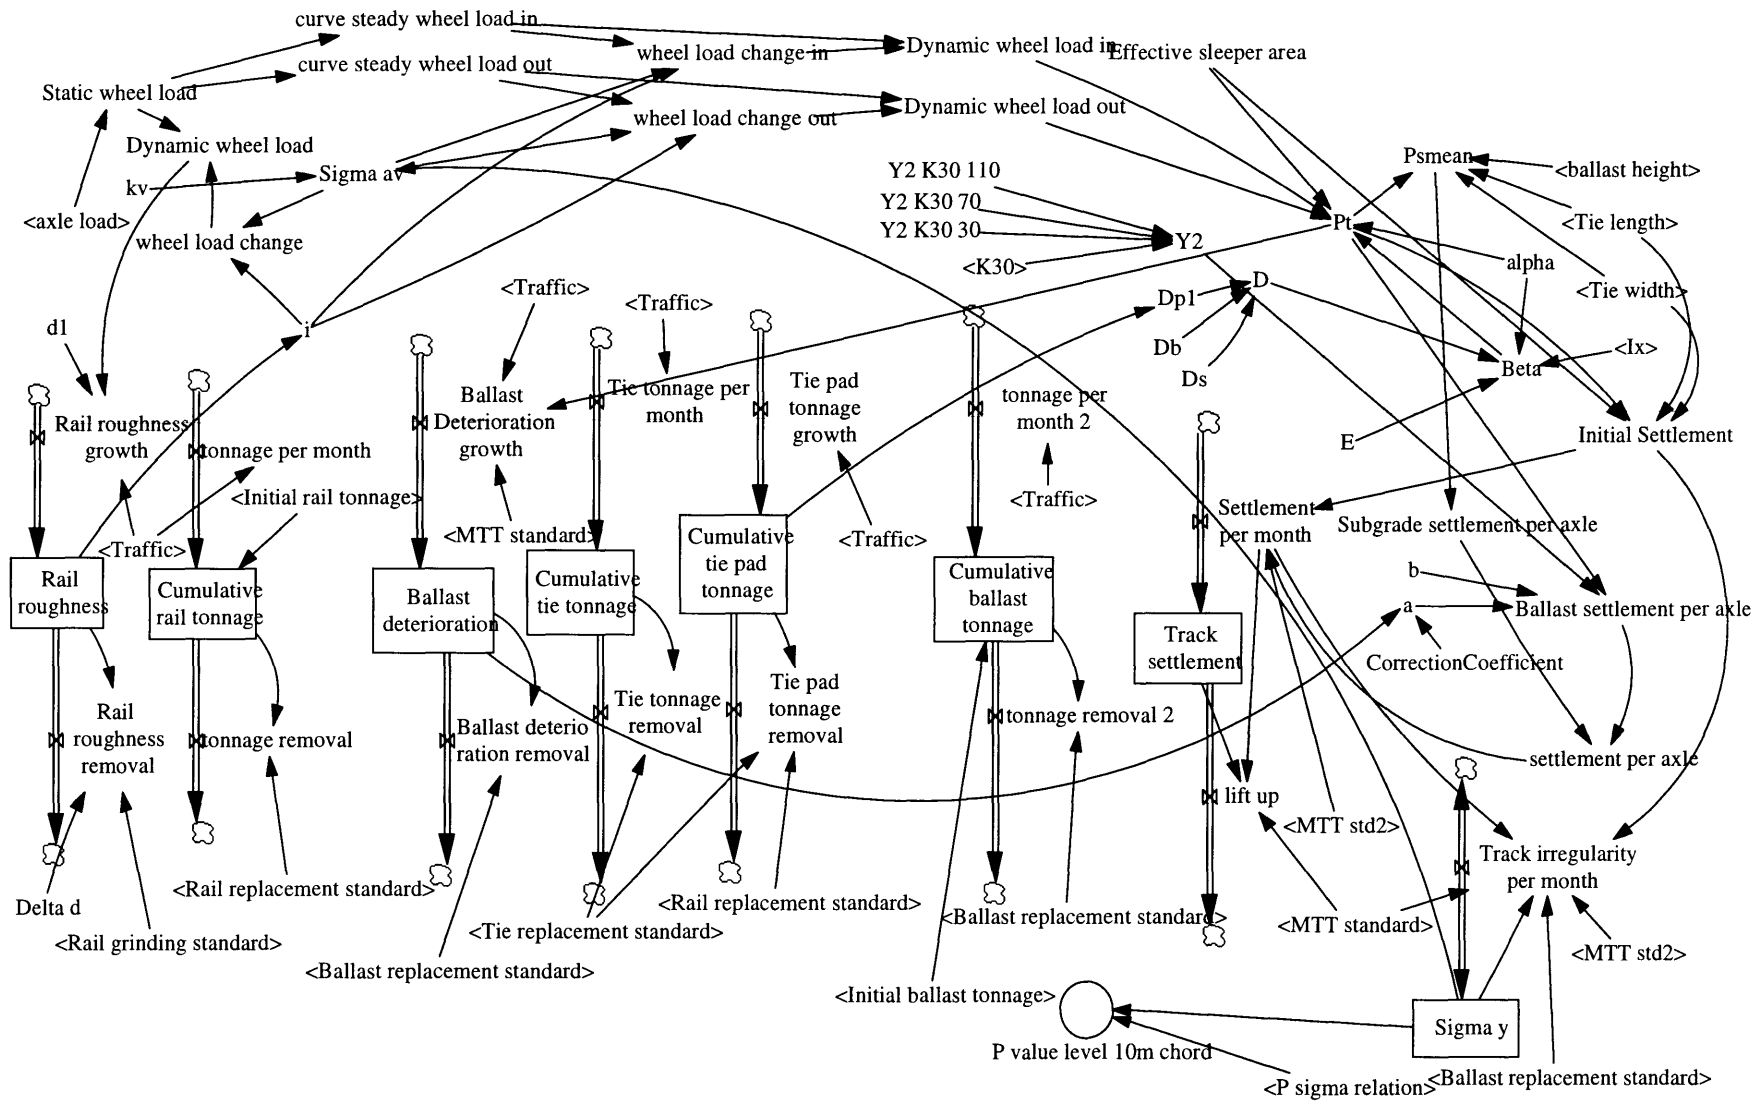 curve steady wheel load in
wheel load change in
Dynamic wheel load in
Effective sleeper area
curve steady wheel load out
Static wheel load
Dynamic wheel load out
wheel load change out
Dynamic wheel load
Psmean
<ballast height>
kv
Sigma av
Y2 K30 110
Y2 K30 70
Y2 K30 30
<axle load>
wheel load change
Y2
Pt
<Tie length>
<K30>
alpha
<Tie width>
<Traffic>
<Traffic>
Dp1
D
d1
i
Db
<Ix>
Ds
Beta
Rail roughness
growth
tonnage per month
Ballast
Deterioration
growth
Tie tonnage per
month
Tie pad
tonnage
growth
tonnage per
month 2
E
Initial Settlement
<Initial rail tonnage>
<Traffic>
<MTT standard>
<Traffic>
<Traffic>
Settlement
per month
Subgrade settlement per axle
Rail
roughness
Cumulative
rail tonnage
Ballast
deterioration
Cumulative
tie tonnage
Cumulative
tie pad
tonnage
Cumulative
ballast
tonnage
Track
settlement
b
a
Ballast settlement per axle
CorrectionCoefficient
Rail
roughness
removal
tonnage removal
Ballast deterio
ration removal
Tie tonnage
removal
Tie pad
tonnage
removal
tonnage removal 2
settlement per axle
lift up
<MTT std2>
Track irregularity
per month
Delta d
<Rail replacement standard>
<Rail grinding standard>
<Tie replacement standard>
<Rail replacement standard>
<Ballast replacement standard>
<MTT standard>
<MTT std2>
<Ballast replacement standard>
<Initial ballast tonnage>
Sigma y
P value level 10m chord
<P sigma relation>
<Ballast replacement standard>